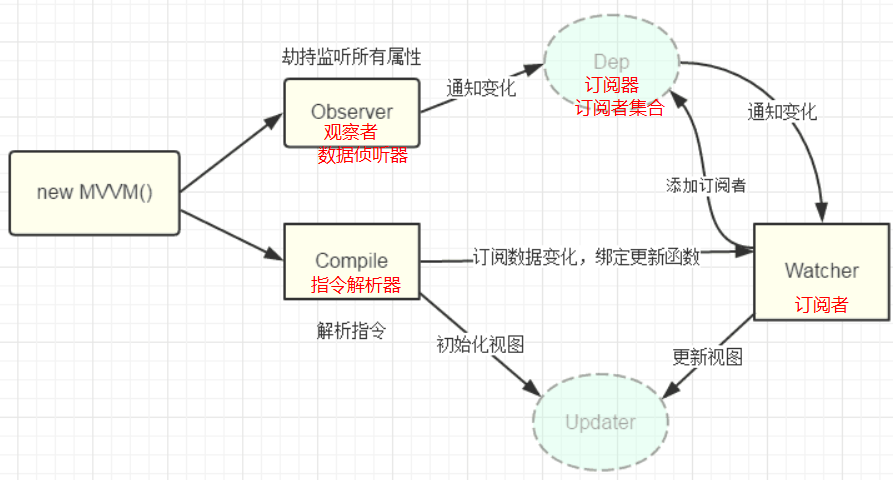 劫持监听所有属性
Observer
观察者
数据侦听器
通知变化
Dep
订阅器
订阅者集合
通知变化
添加订阅者
new MVVM()
Compile
指令解析器
解析指令
订阅数据变化，绑定更新函数
Watcher
订阅者
初始化视图
更新视图
Updater